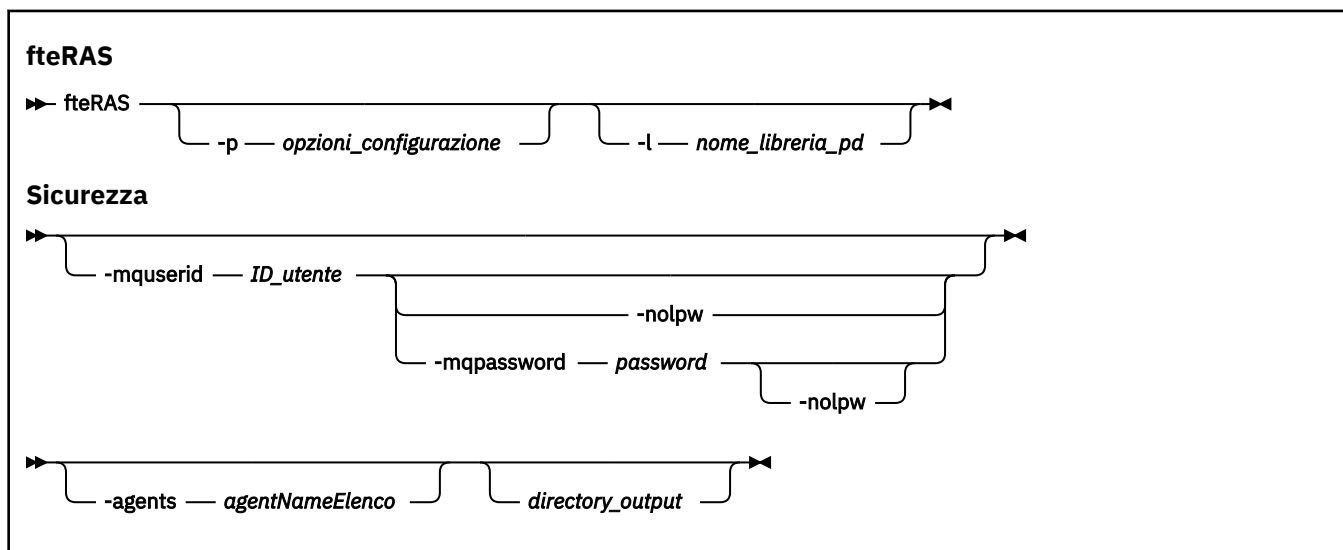 fteRAS
fteRAS
-p opzioni_configurazione -l nome_libreria_pd
Sicurezza
-mquserid ID_utente
-nolpw
-mqpassword password
-nolpw
-agents agentNameElenco directory_output